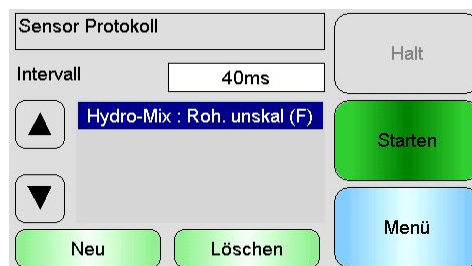 Sensor Protokoll
Halt
Intervall
40ms
Hydro-Mix : Roh. unskal (F)
Starten
Menü
Neu
Löschen